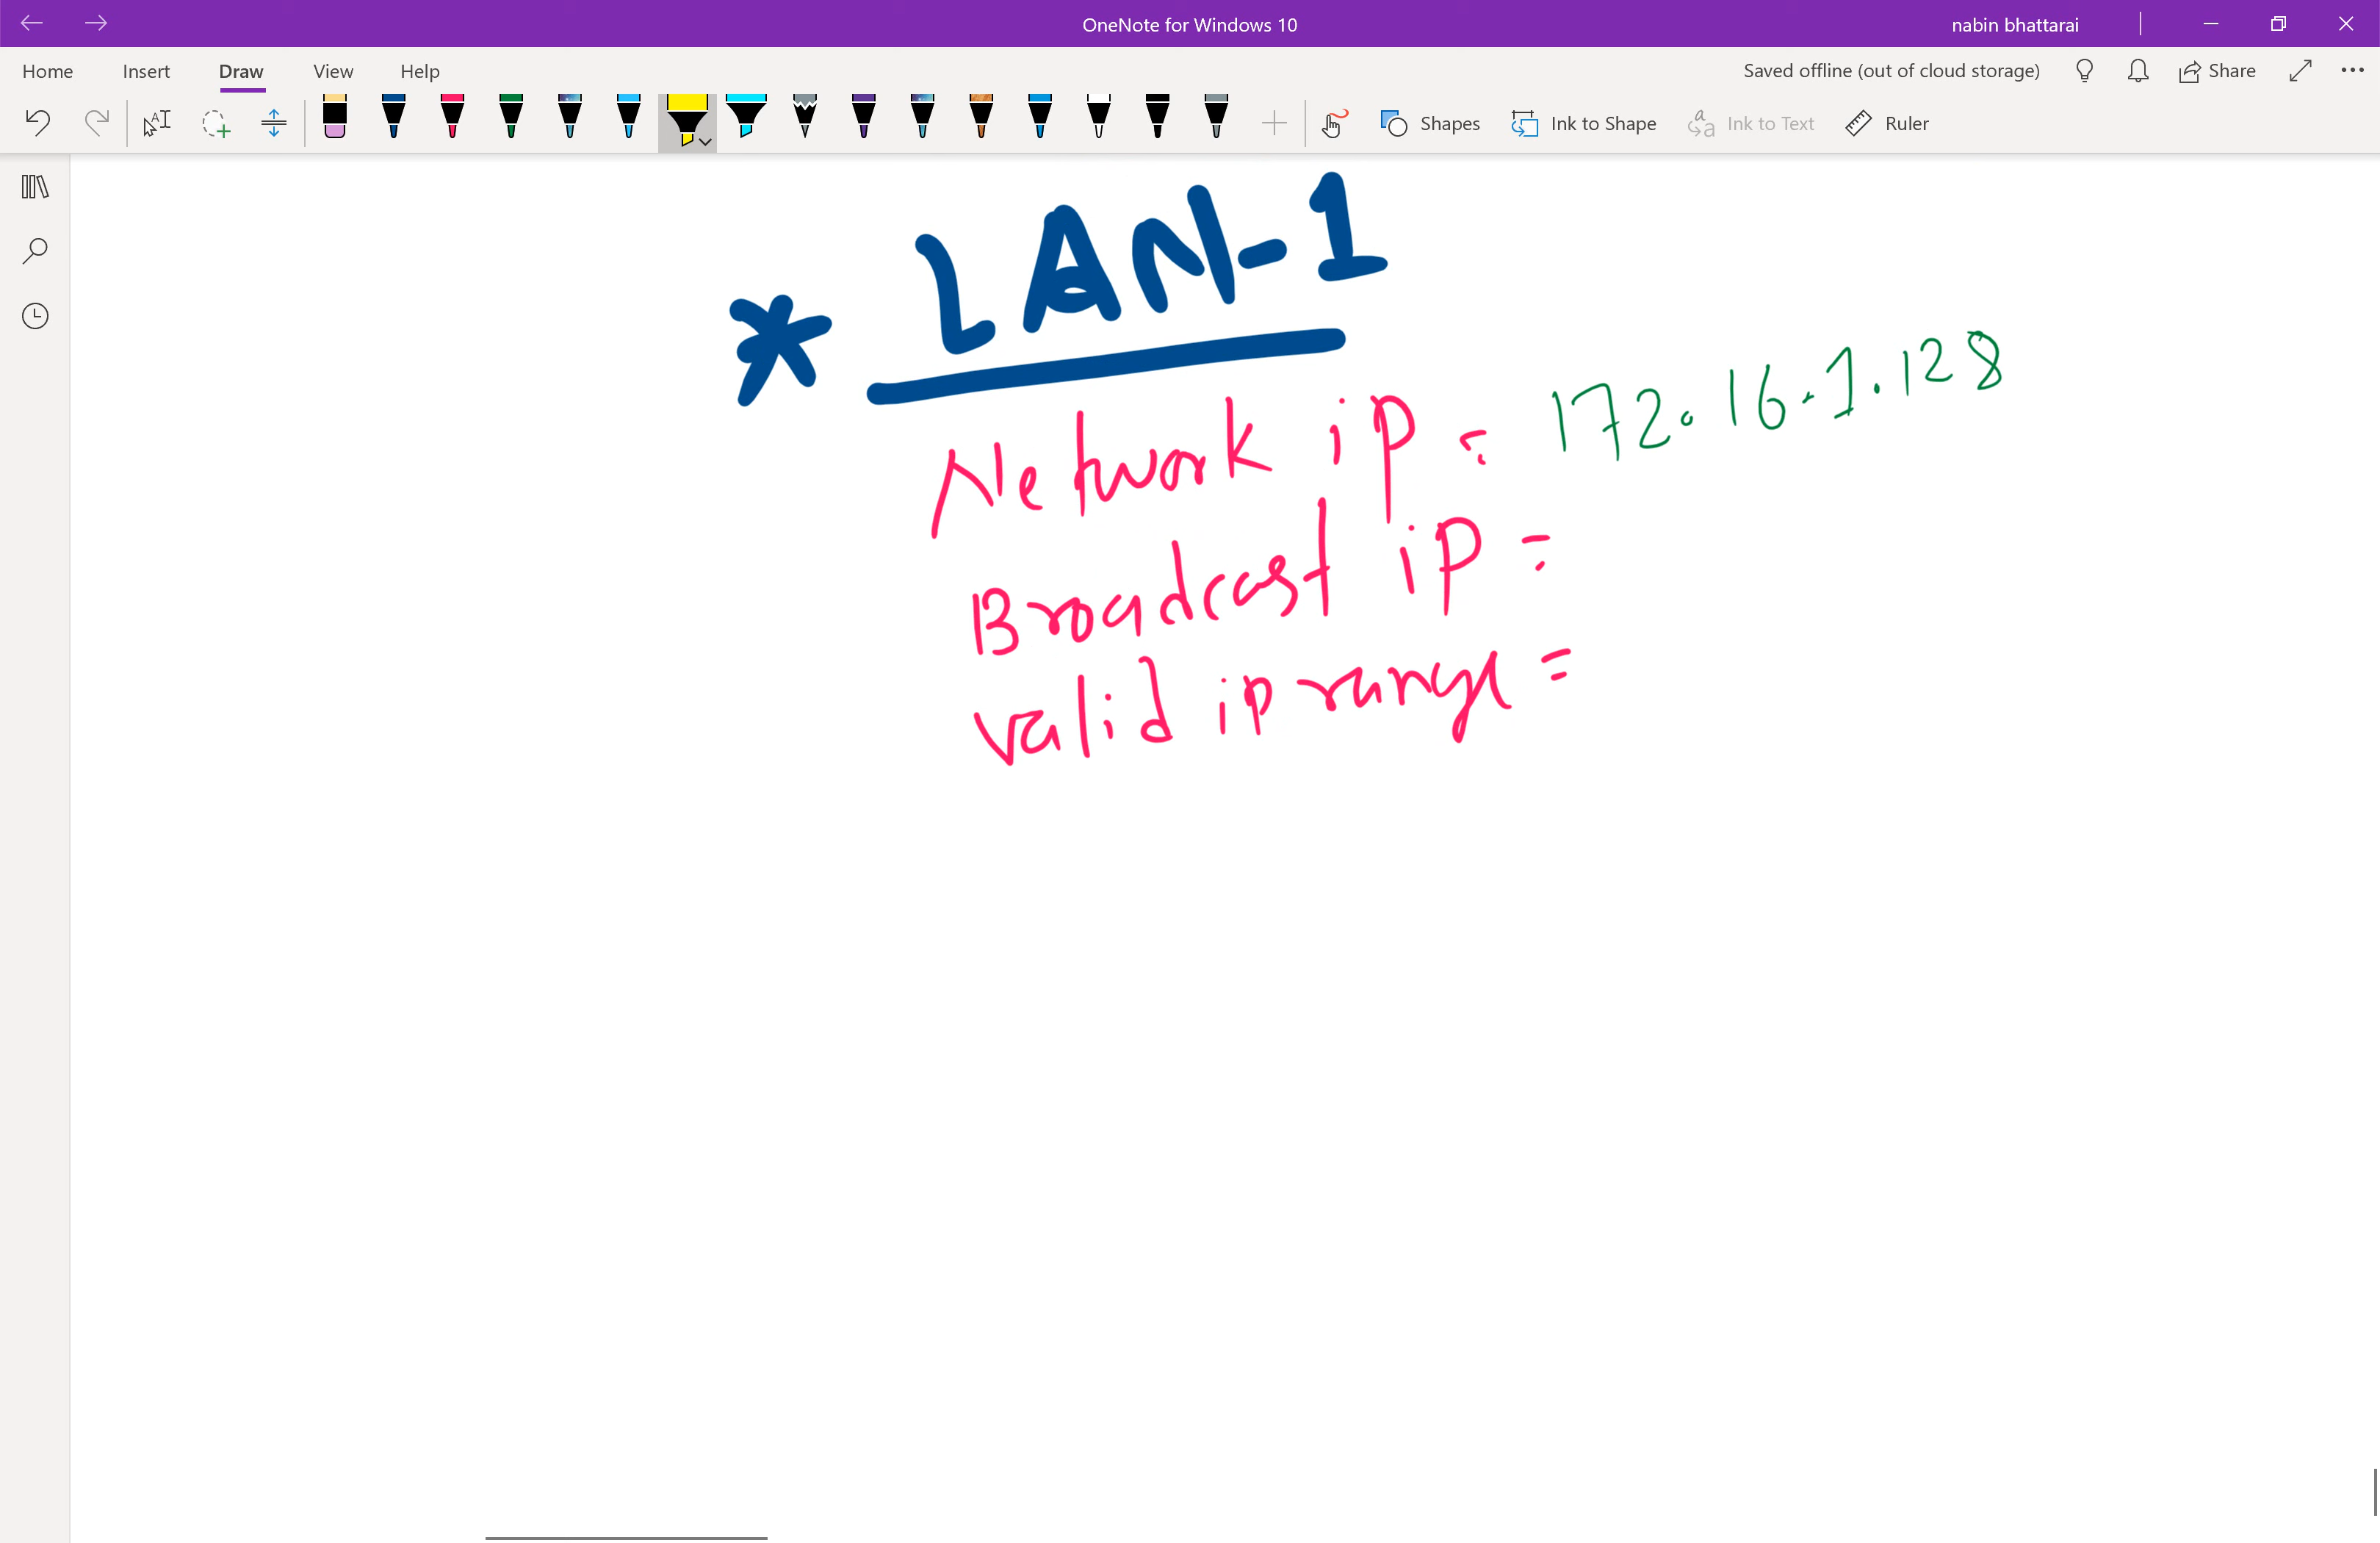 OneNote for Windows 10
nabin bhattarai
Home Insert Draw View Help
Saved offline (out of cloud storage)
Share
Shapes
Ink to Shape
Ink to Text
Ruler
* LAN-1
Network ip = 172.16.1.128
Broadcast ip =
valid ip range =